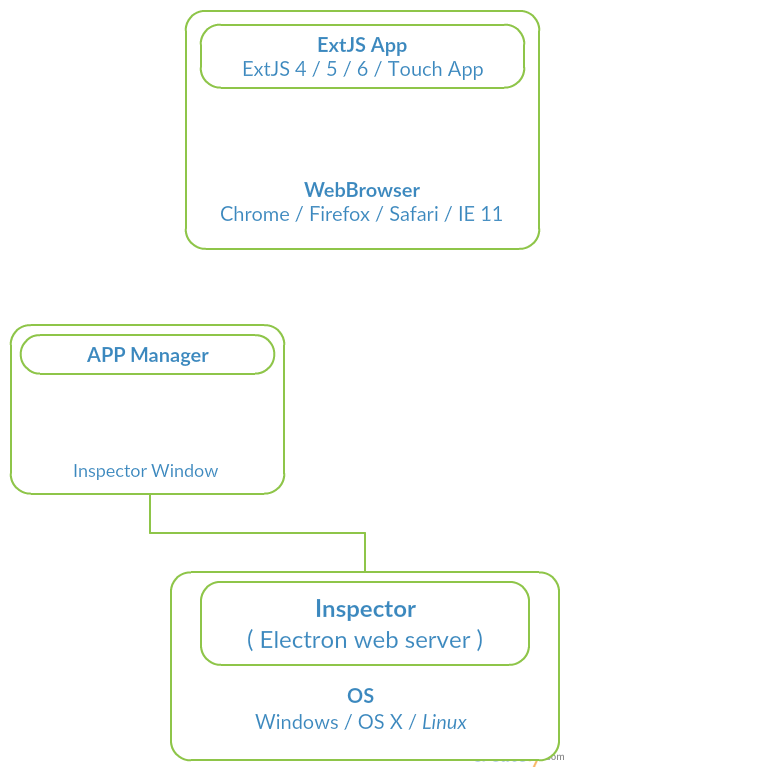 ExtJS App
ExtJS 4 / 5 / 6 / Touch App
WebBrowser
Chrome / Firefox / Safari / IE 11
APP Manager
Inspector Window
Inspector
( Electron web server )
OS
Windows / OS X / Linux